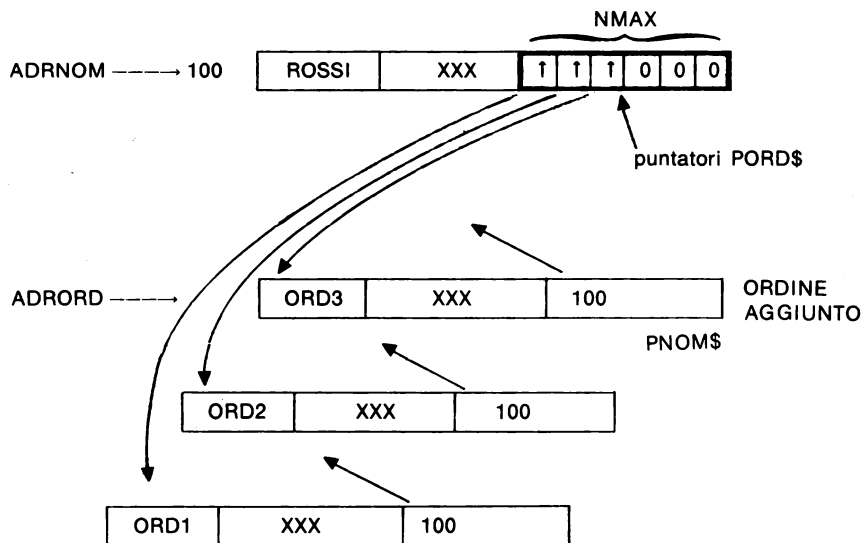 NMAX
ADRNOM ----→ 100 ROSSI XXX ↑ ↑ ↑ 0 0 0
puntatori PORD$
ADRORD ----→ ORD3 XXX 100 ORDINE
AGGIUNTO
PNOM$
ORD2 XXX 100
ORD1 XXX 100